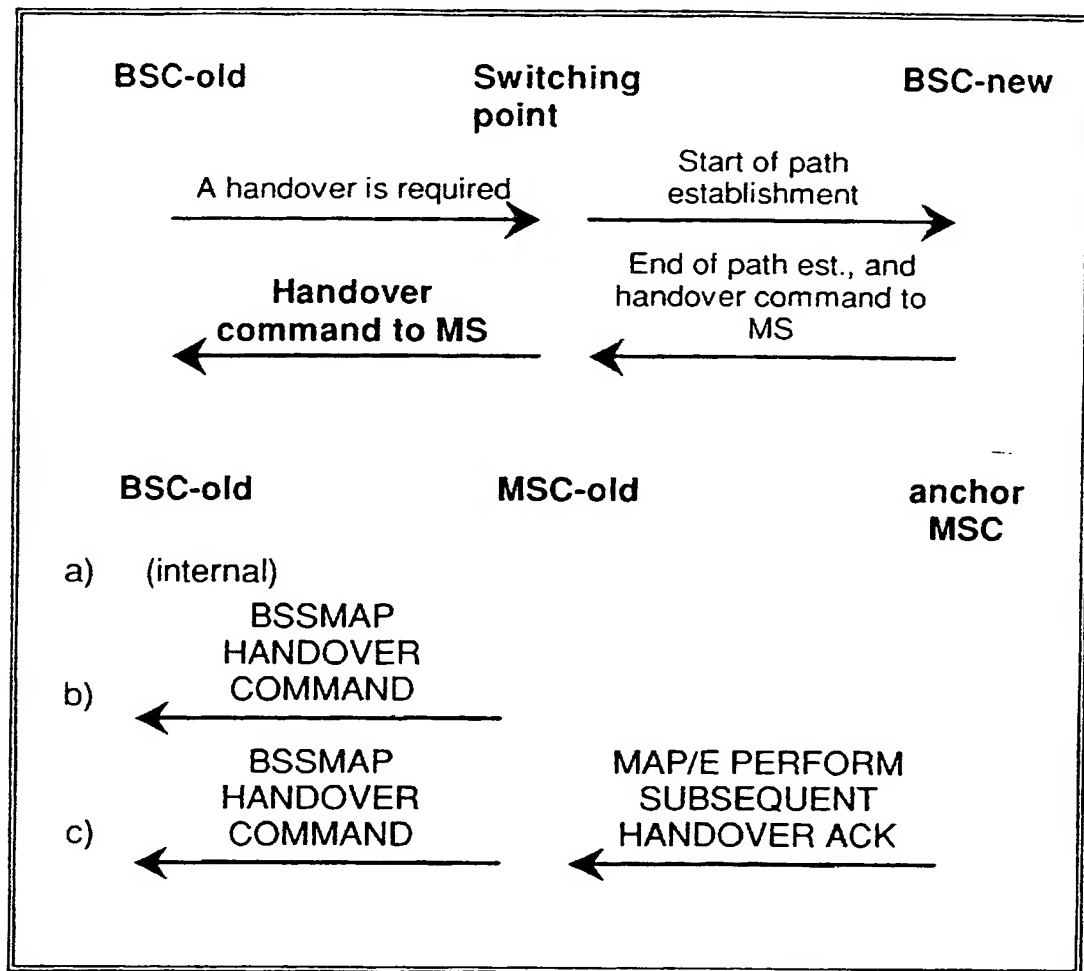 BSC-old Switching point BSC-new
A handover is required
Start of path
establishment
Handover
command to MS
End of path est., and
handover command to
MS
BSC-old MSC-old anchor MSC
a) (internal)
b)
BSSMAP
HANDOVER
COMMAND
c)
BSSMAP
HANDOVER
COMMAND
MAP/E PERFORM
SUBSEQUENT
HANDOVER ACK